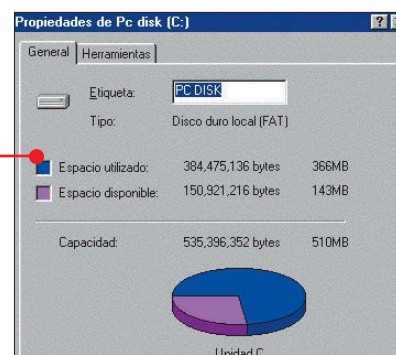 Propiedades de Pc disk (C:)
General Herramientas
Etiqueta: PC DISK
Tipo: Disco duro local (FAT)
Espacio utilizado: 384,475,136 bytes 366MB
Espacio disponible: 150,921,216 bytes 143MB
Capacidad: 535,396,352 bytes 510MB
Unidad C